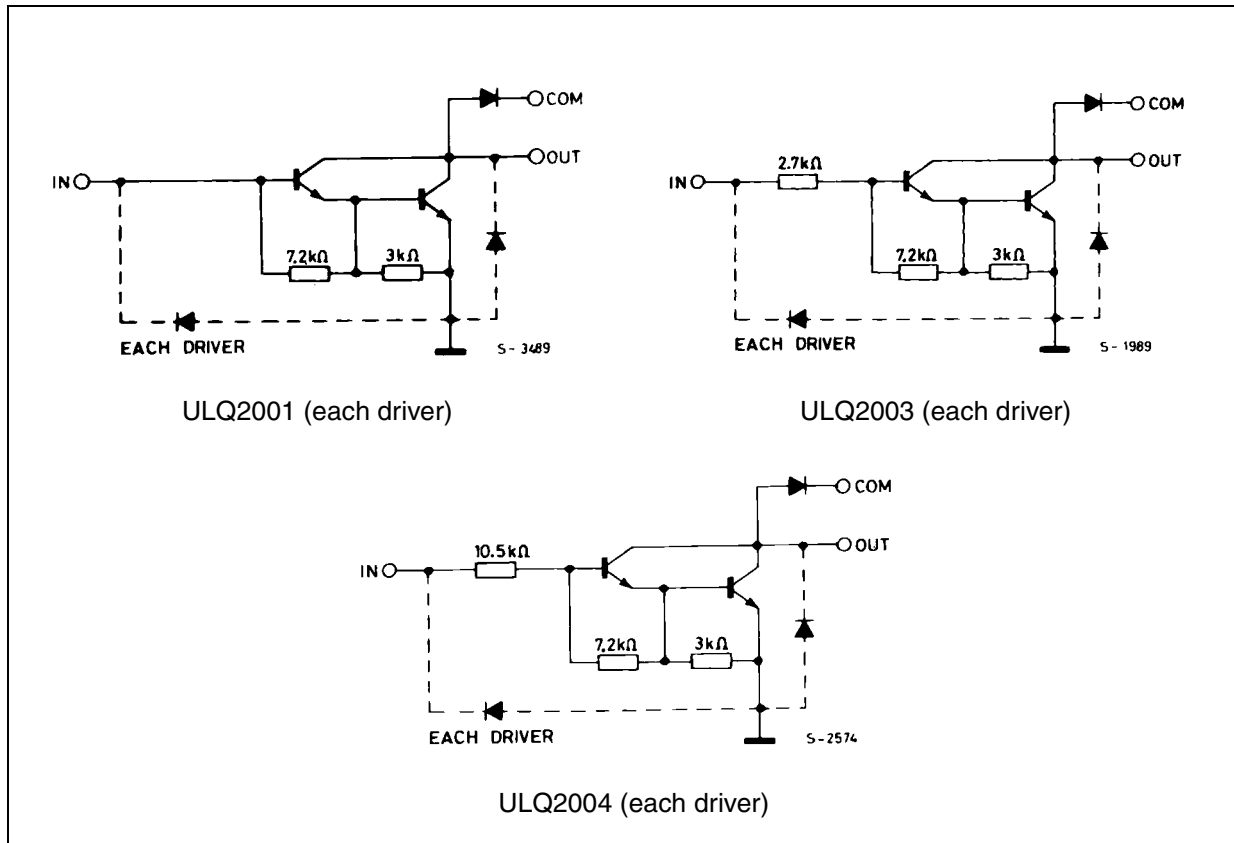 COM
OUT
IN
7.2kΩ
3kΩ
EACH DRIVER
S-3489
ULQ2001 (each driver)
COM
OUT
2.7kΩ
IN
7.2kΩ
3kΩ
EACH DRIVER
S-1989
ULQ2003 (each driver)
COM
OUT
10.5kΩ
IN
7.2kΩ
3kΩ
EACH DRIVER
S-2574
ULQ2004 (each driver)